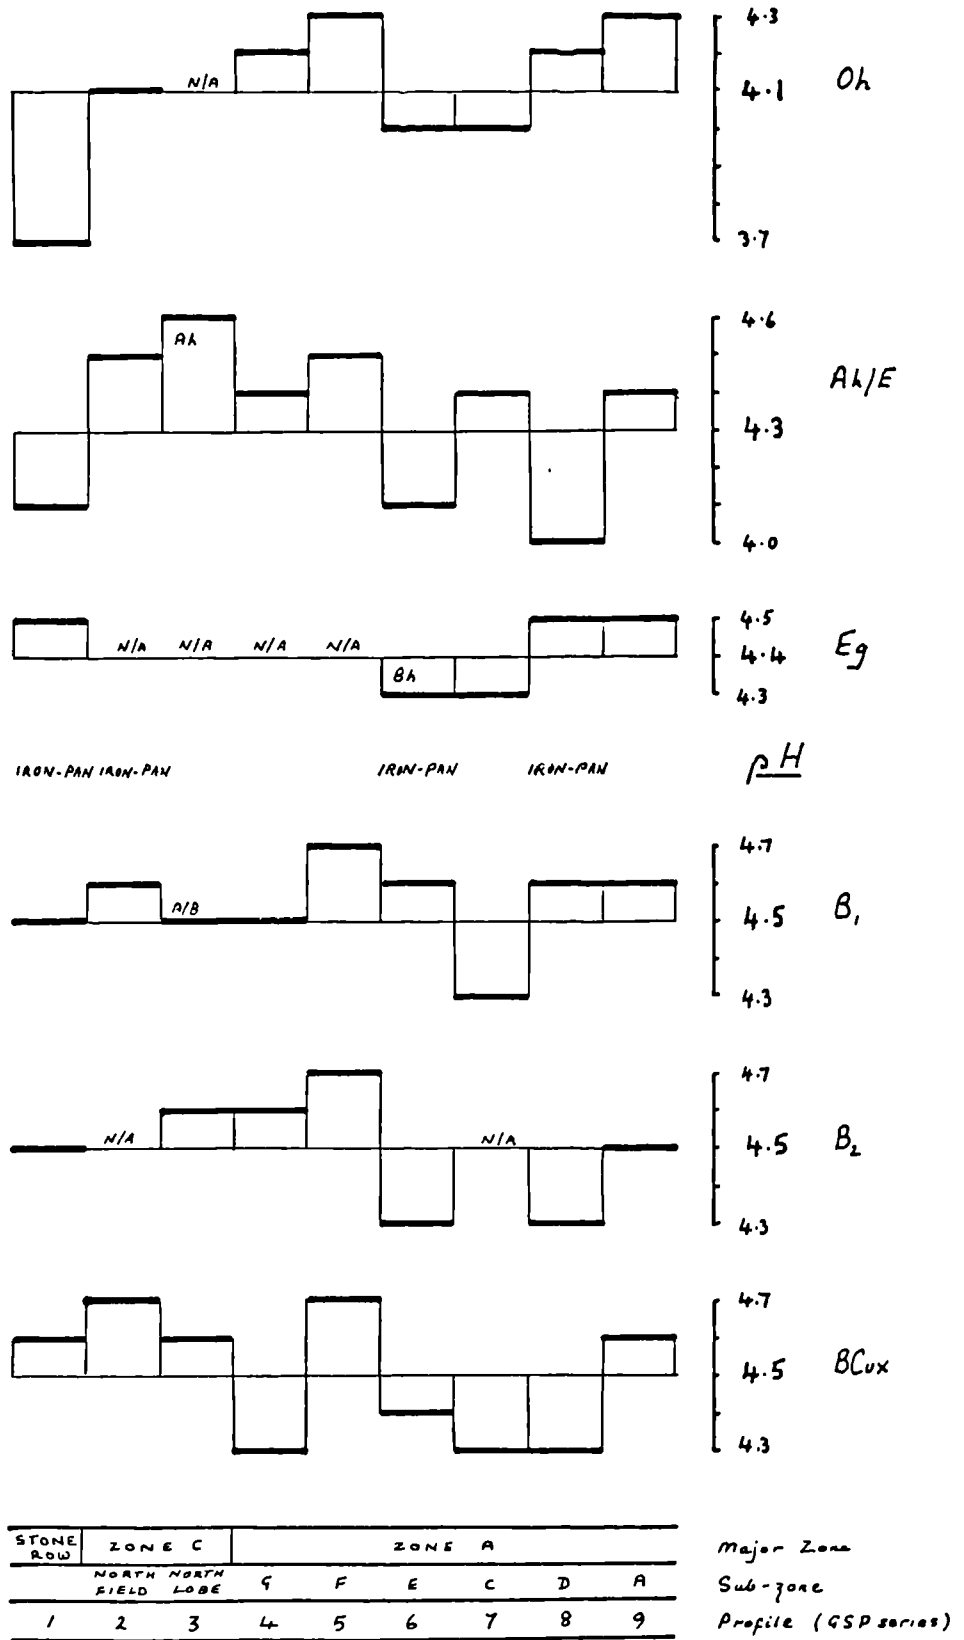 4.3
N/A
4.1 Oh
3.7
4.6
Ah
Ah/E
4.3
4.0
4.5
N/A N/A N/A N/A 4.4 Eg
Bh 4.3
IRON-PAN IRON-PAN IRON-PAN IRON-PAN pH
4.7
A/B
4.5 B1
4.3
4.7
N/A N/A 4.5 B2
4.3
4.7
4.5 BCux
4.3
STONE ROW ZONE C ZONE A Major Zone
NORTH FIELD NORTH LOBE G F E C D A Sub-zone
1 2 3 4 5 6 7 8 9 Profile (GSP series)